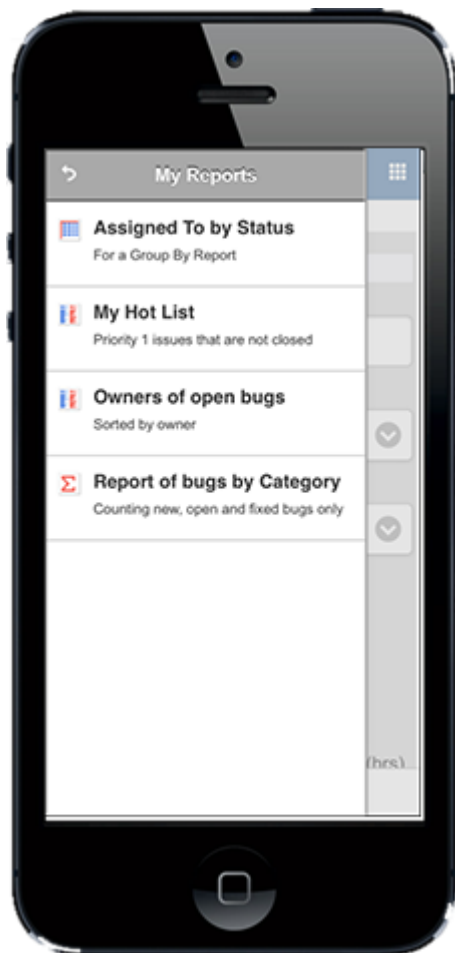 My Reports
Assigned To by Status
For a Group By Report
My Hot List
Priority 1 issues that are not closed
Owners of open bugs
Sorted by owner
Σ Report of bugs by Category
Counting new, open and fixed bugs only
(hrs)